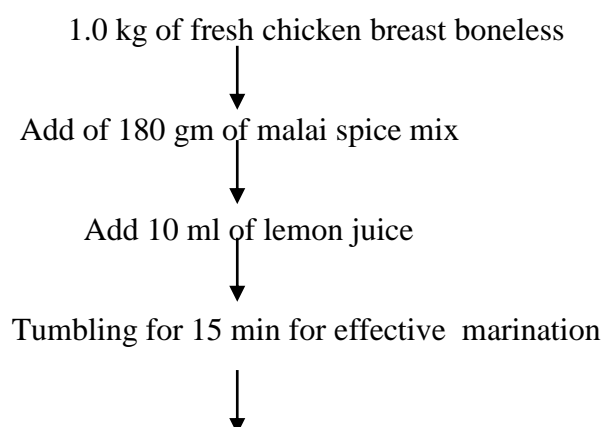 1.0 kg of fresh chicken breast boneless
Add of 180 gm of malai spice mix
Add 10 ml of lemon juice
Tumbling for 15 min for effective  marination